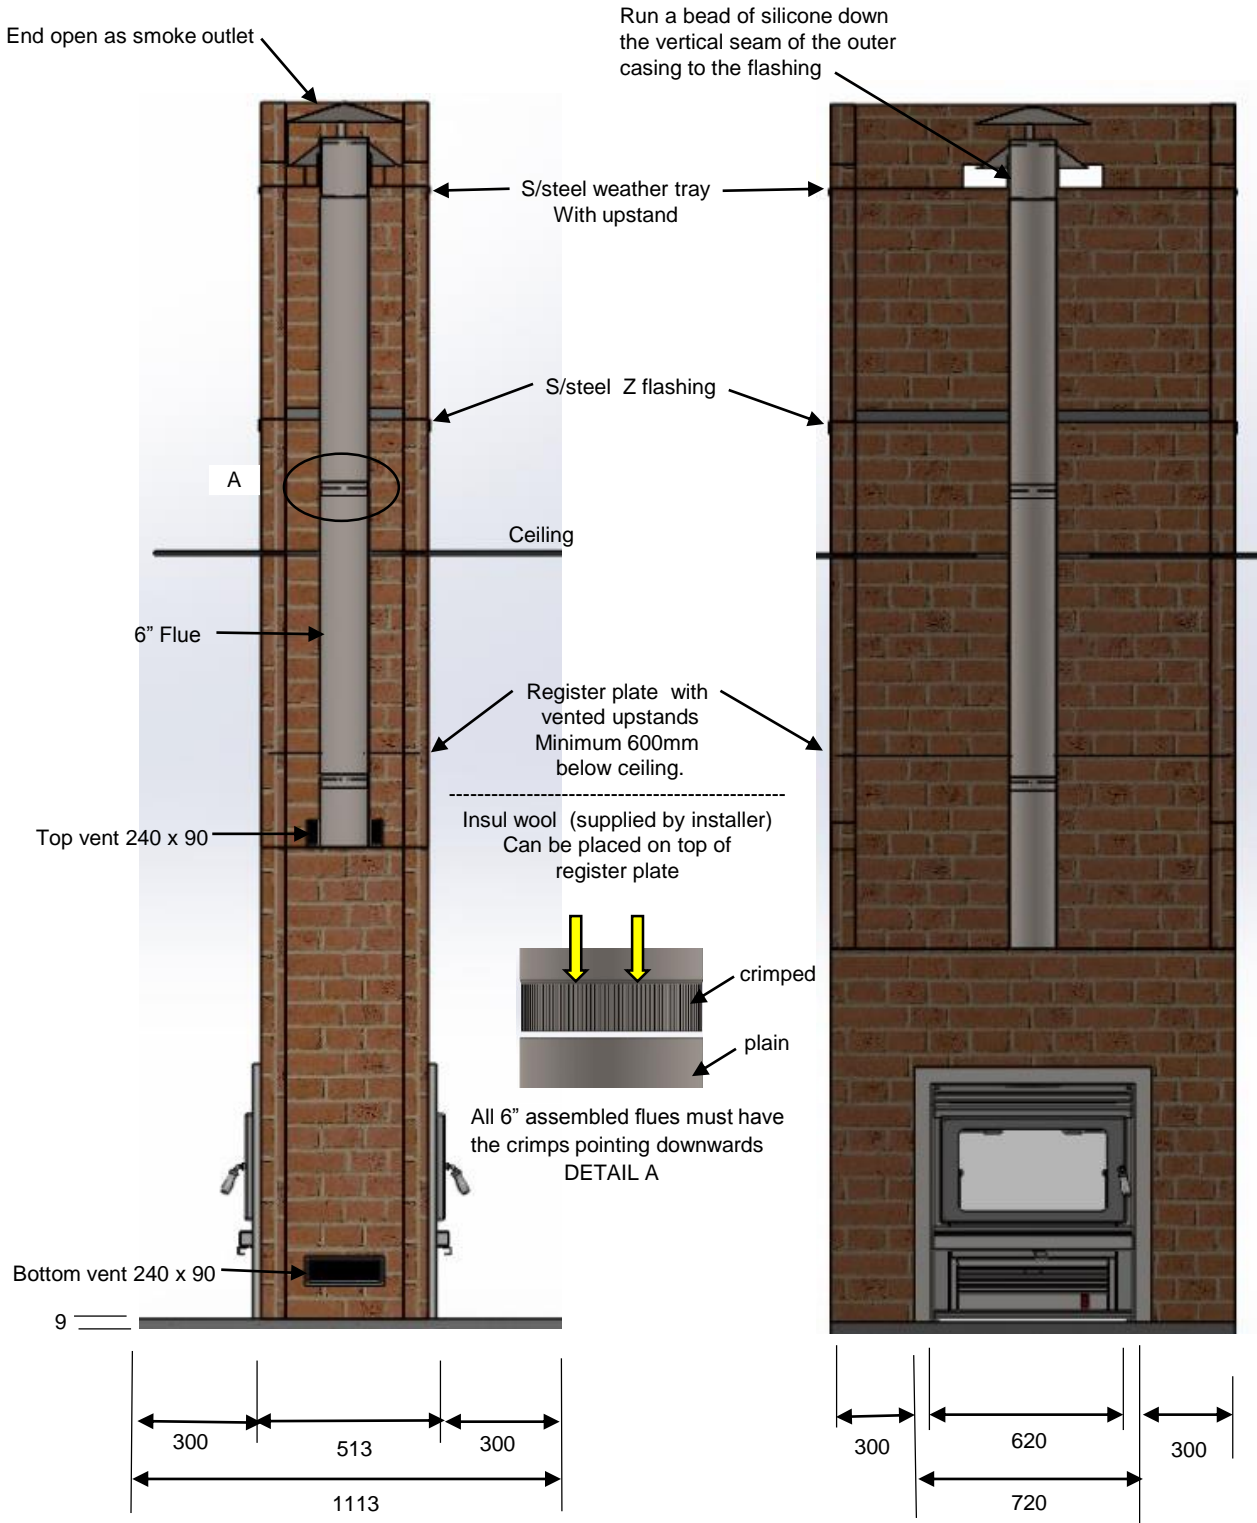 End open as smoke outlet
Run a bead of silicone down
the vertical seam of the outer
casing to the flashing
S/steel weather tray
With upstand
S/steel Z flashing
A
Ceiling
6” Flue
Register plate with
vented upstands
Minimum 600mm
below ceiling.
Top vent 240 x 90
Insul wool (supplied by installer)
Can be placed on top of
register plate
crimped
plain
All 6” assembled flues must have
the crimps pointing downwards
DETAIL A
Bottom vent 240 x 90
9
300
513
300
1113
300
620
300
720